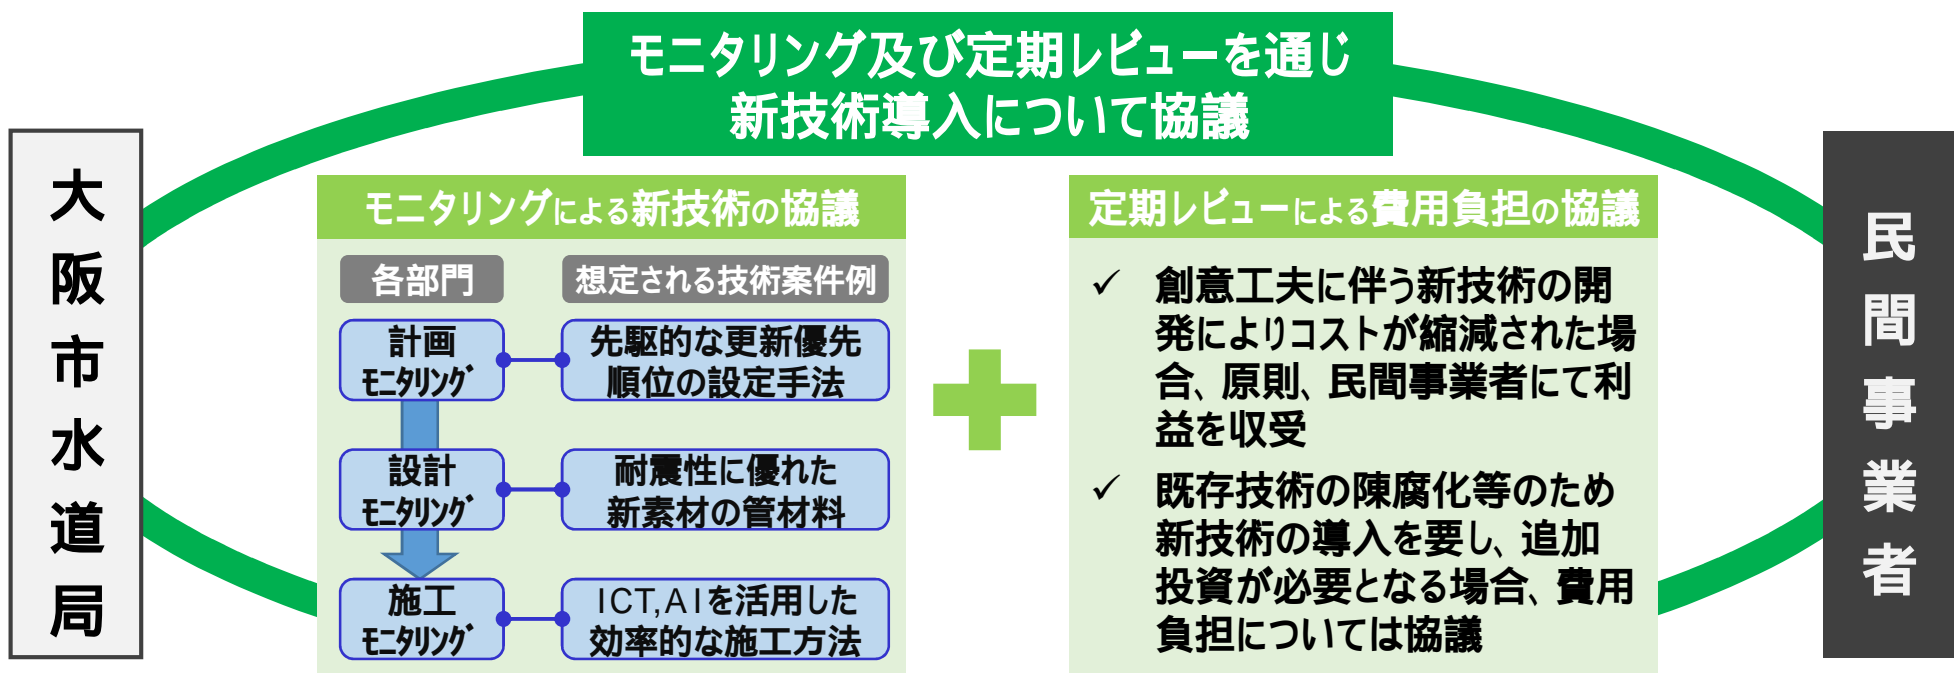 モニタリング及び定期レビューを通じ
新技術導入について協議
大阪市水道局
モニタリングによる新技術の協議
各部門
想定される技術案件例
計画
モニタリング
先駆的な更新優先
順位の設定手法
設計
モニタリング
耐震性に優れた
新素材の管材料
施工
モニタリング
ICT,AIを活用した
効率的な施工方法
定期レビューによる費用負担の協議
✓ 創意工夫に伴う新技術の開
発によりコストが縮減された場
合、原則、民間事業者にて利
益を収受
✓ 既存技術の陳腐化等のため
新技術の導入を要し、追加
投資が必要となる場合、費用
負担については協議
民間事業者